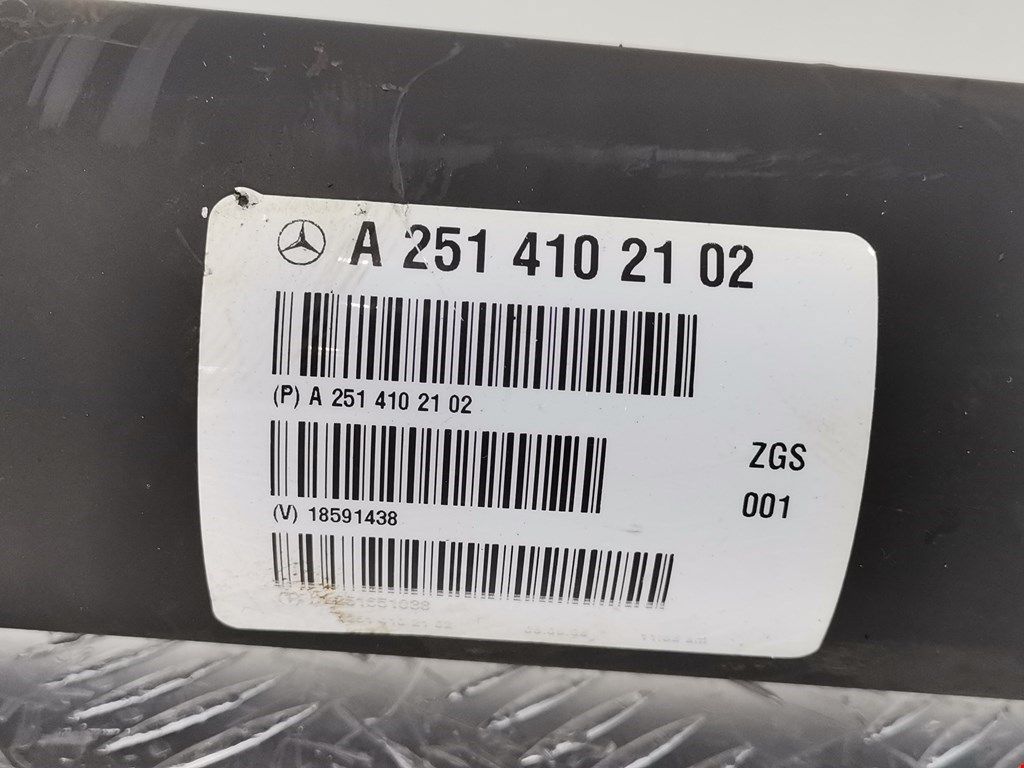 A 251 410 21 02
(P) A 251 410 21 02
ZGS
(V) 18591438
001